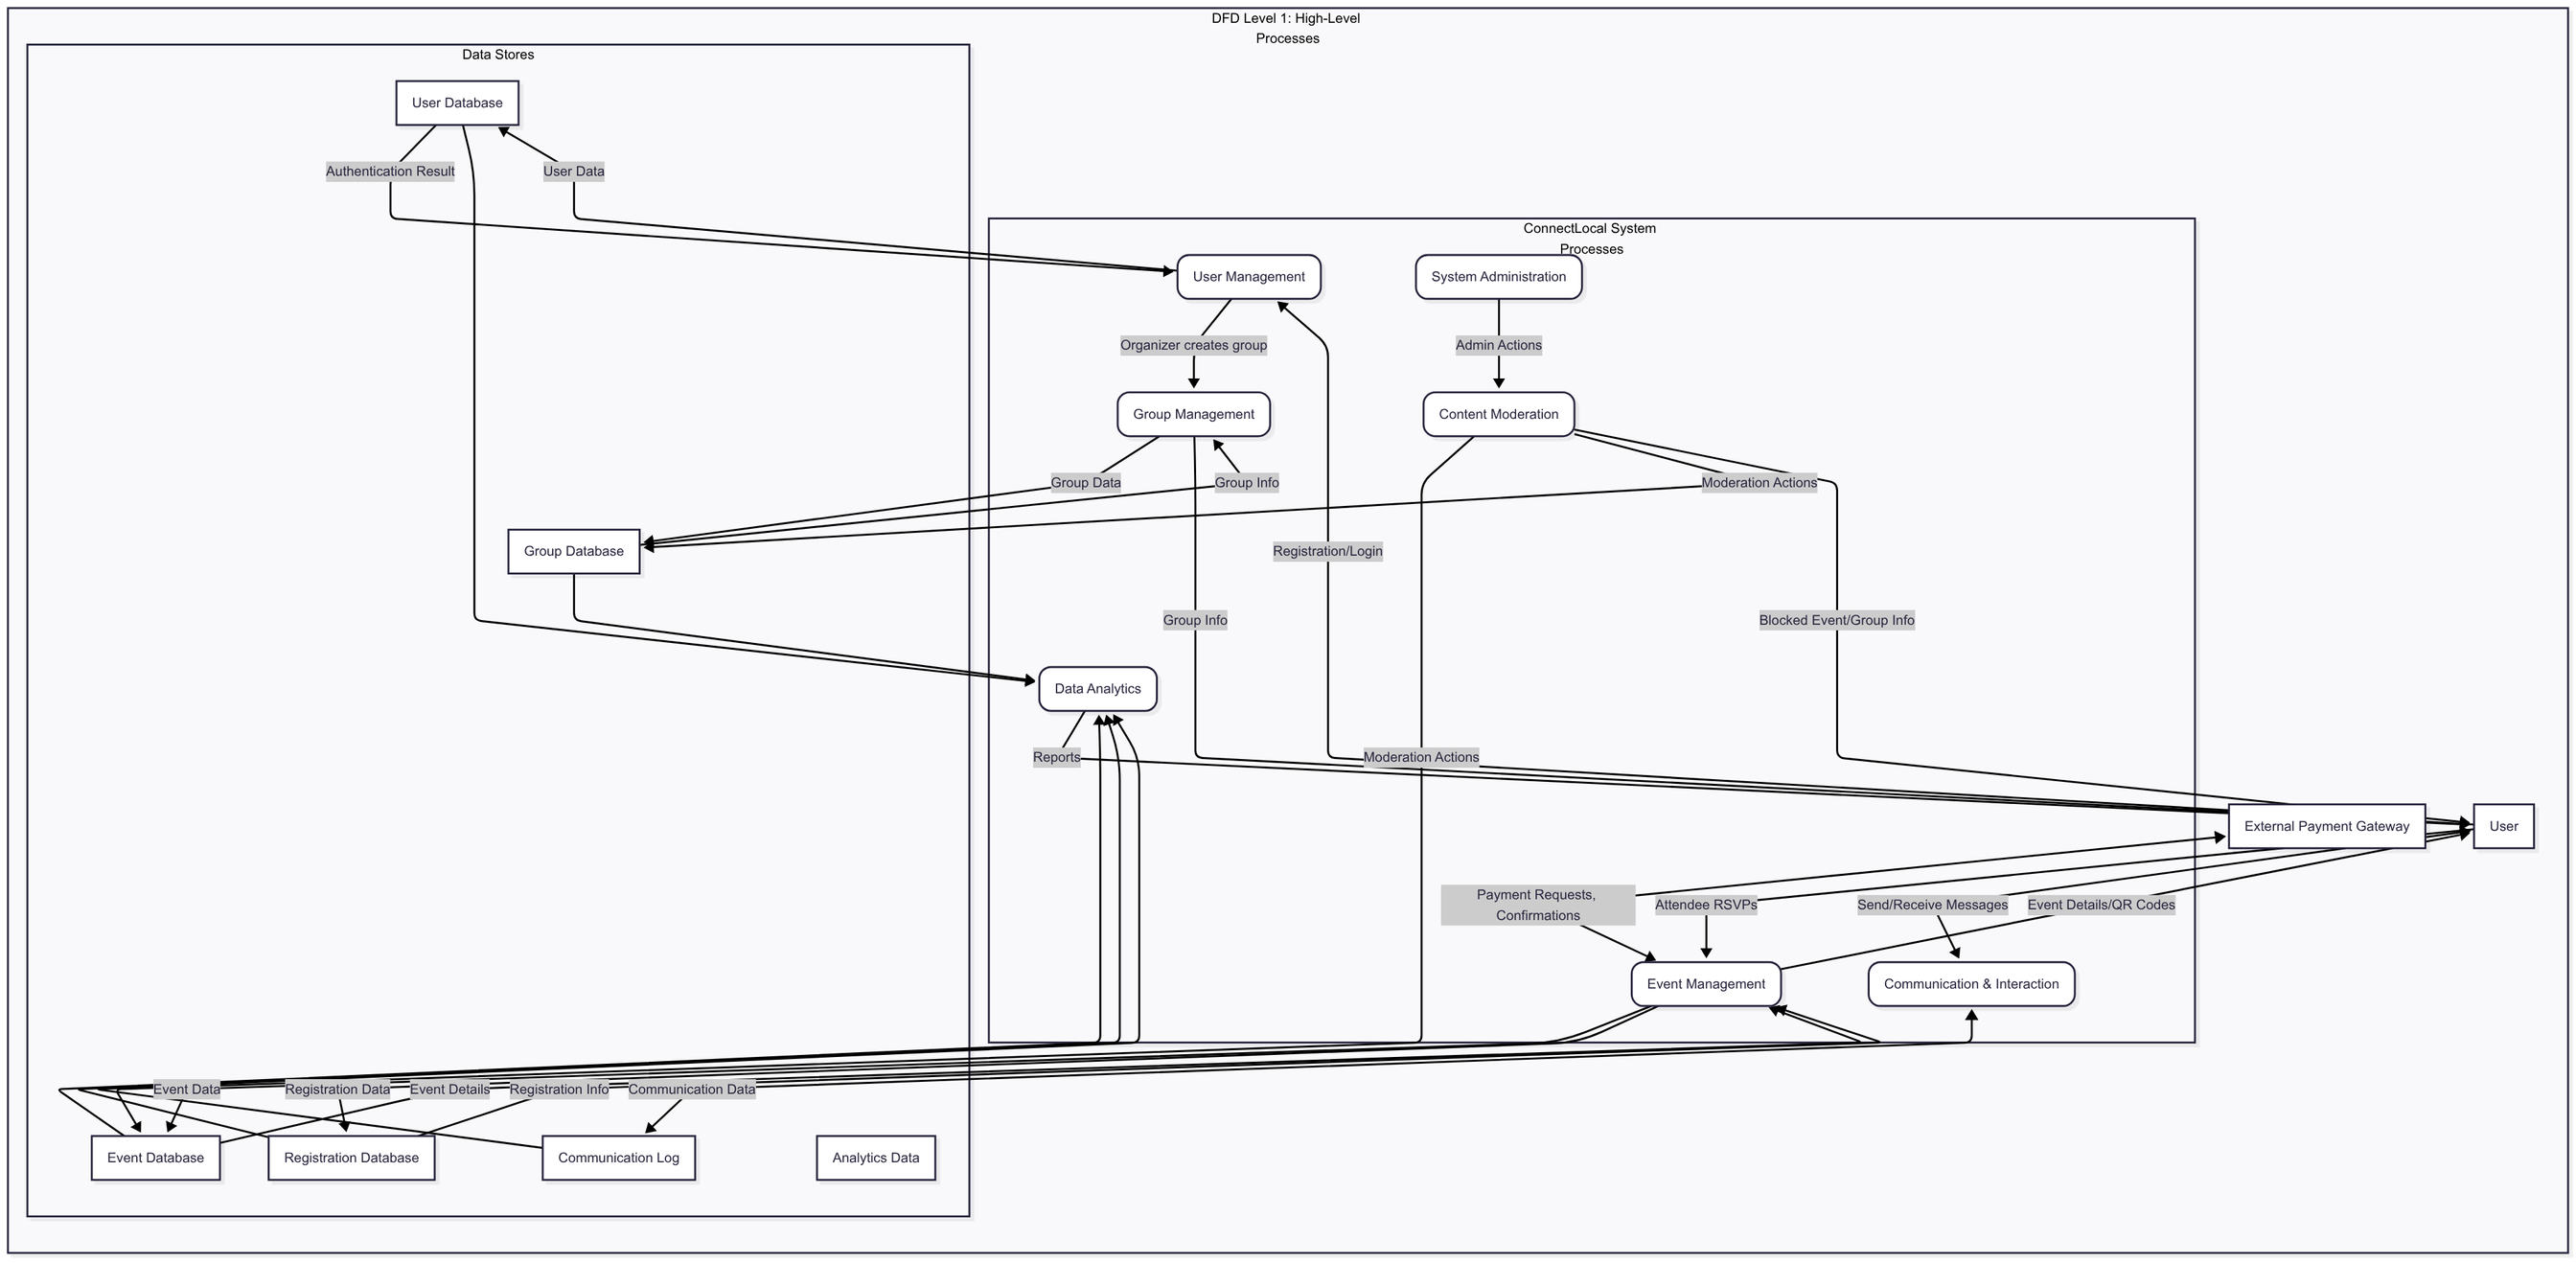 DFD Level 1: High-Level
Processes
Data Stores
User Database
Authentication Result
User Data
ConnectLocal System
Processes
User Management
System Administration
Organizer creates group
Admin Actions
Group Management
Content Moderation
Group Data
Group Info
Moderation Actions
Group Database
Registration/Login
Group Info
Blocked Event/Group Info
Data Analytics
Reports
Moderation Actions
External Payment Gateway
User
Payment Requests,
Confirmations
Attendee RSVPs
Send/Receive Messages
Event Details/QR Codes
Event Management
Communication & Interaction
Event Data
Registration Data
Event Details
Registration Info
Communication Data
Event Database
Registration Database
Communication Log
Analytics Data